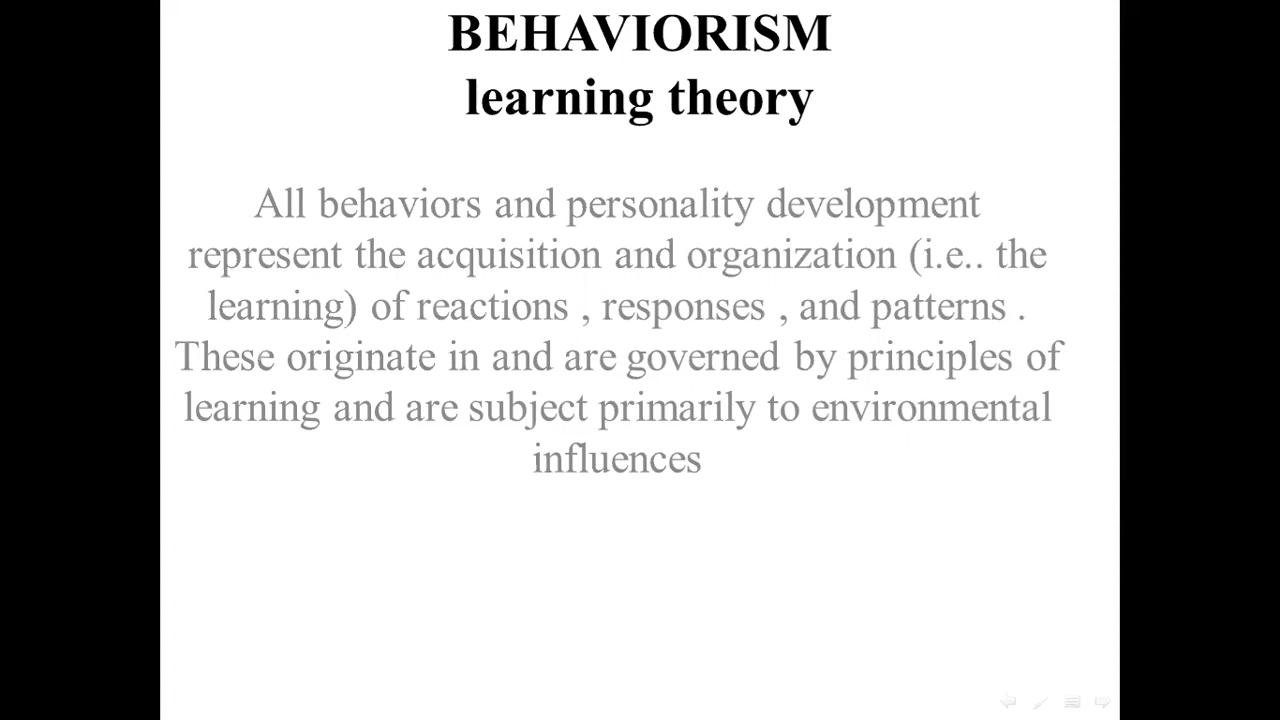 BEHAVIORISM
learning theory
All behaviors and personality development
represent the acquisition and organization (i.e.. the
learning) of reactions , responses , and patterns .
These originate in and are governed by principles of
learning and are subject primarily to environmental
influences